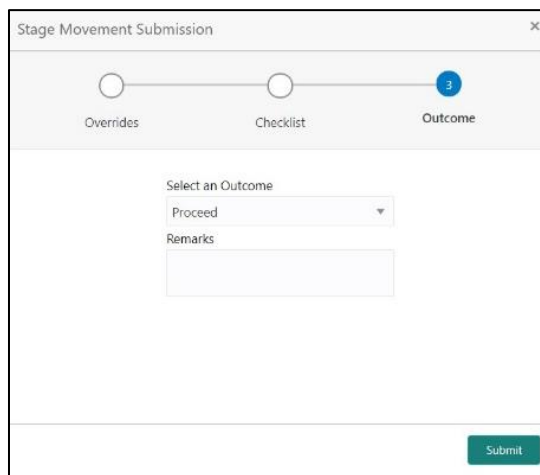 Stage Movement Submission
×
3
Overrides
Checklist
Outcome
Select an Outcome
Proceed
Remarks
Submit